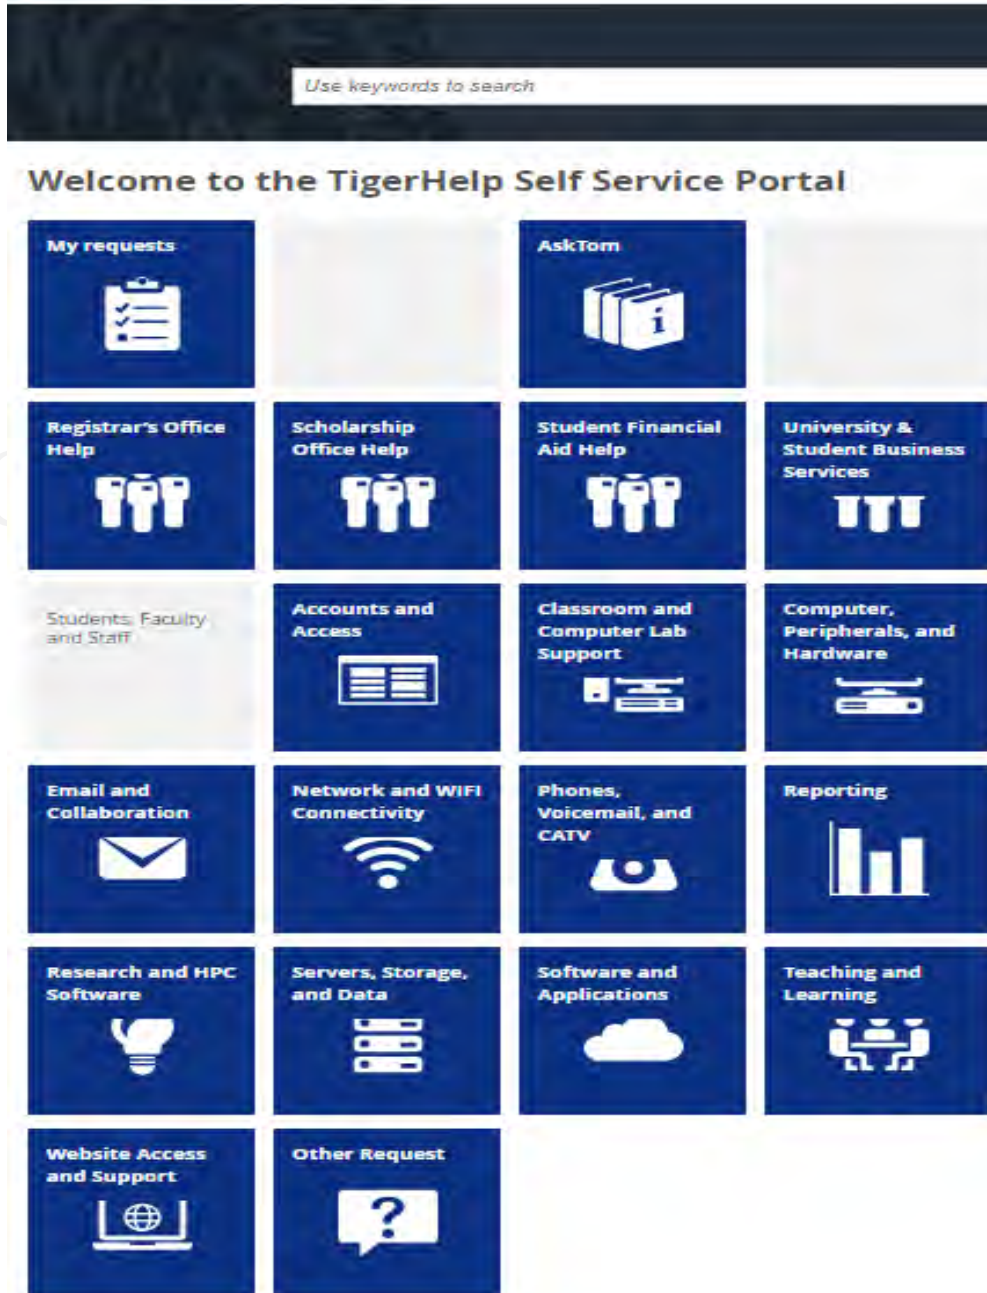 Use keywords to search
Welcome to the TigerHelp Self Service Portal
My requests
AskTom
i
Registrar's Office
Help
Scholarship
Office Help
Student Financial
Aid Help
University &
Student Business
Services
Students, Faculty
and Staff
Accounts and
Access
Classroom and
Computer Lab
Support
Computer,
Peripherals, and
Hardware
Email and
Collaboration
Network and WIFI
Connectivity
Phones,
Voicemail, and
CATV
Reporting
Research and HPC
Software
Servers, Storage,
and Data
Software and
Applications
Teaching and
Learning
Website Access
and Support
Other Request
?